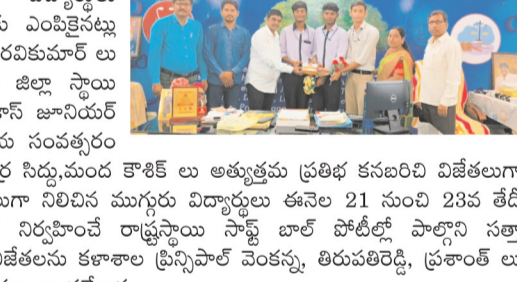 ఎంపికైనట్లు
రవికుమార్ లు
జిల్లా స్థాయి
జూనియర్
సంవత్సరం
సిద్దు,మంద కౌశిక్ లు అత్యుత్తమ ప్రతిభ కనబరిచి విజేతలుగా
నిలిచిన ముగ్గురు విద్యార్థులు ఈనెల 21 నుంచి 23వ తేదీ
నిర్వహించే రాష్ట్రస్థాయి సాఫ్ట్ బాల్ పోటీల్లో పాల్గొని సత్తా
కళాశాల ప్రిన్సిపాల్ వెంకన్న, తిరుపతిరెడ్డి, ప్రశాంత్ లు